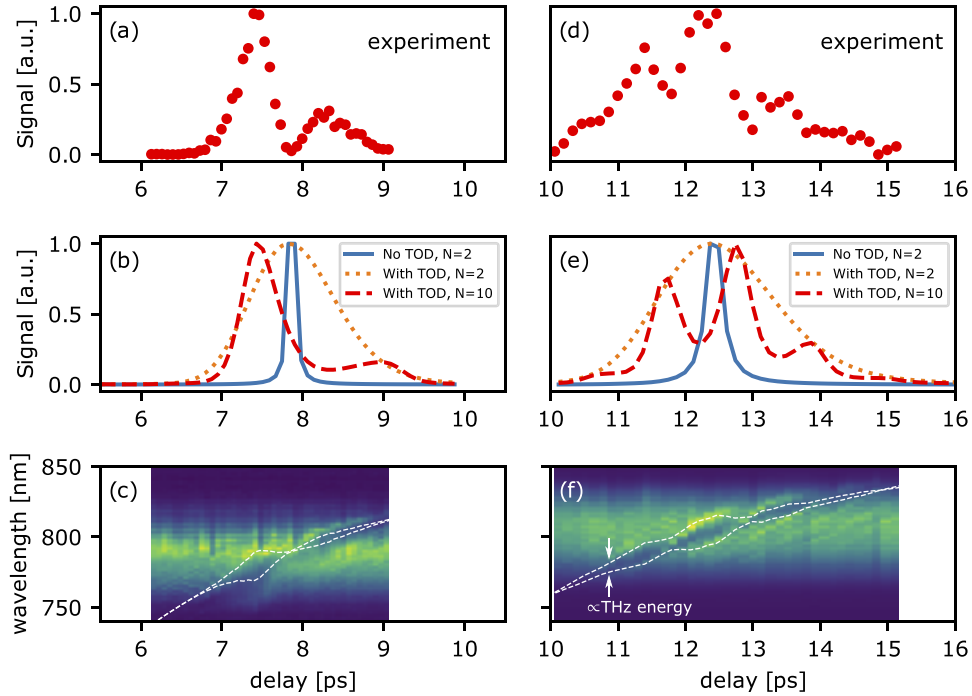 (a)
experiment
Signal [a.u.]
1.0
0.5
0.0
6 7 8 9 10
(d)
experiment
10 11 12 13 14 15 16
(b)
No TOD, N=2
With TOD, N=2
With TOD, N=10
Signal [a.u.]
1.0
0.5
0.0
6 7 8 9 10
(e)
No TOD, N=2
With TOD, N=2
With TOD, N=10
10 11 12 13 14 15 16
(c)
wavelength [nm]
850
800
750
6 7 8 9 10
delay [ps]
(f)
∝THz energy
10 11 12 13 14 15 16
delay [ps]